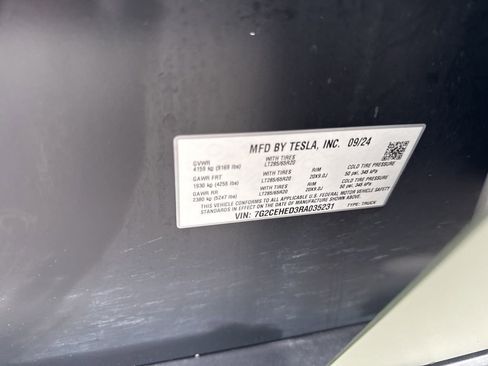 MFD BY TESLA, INC. 09/24
GVWR WITH TIRES RIM COLD TIRE PRESSURE
4159 kg (9169 lbs) LT285/65R20 20X9.0J 50 psi, 345 kPa
GAWR FRT WITH TIRES RIM COLD TIRE PRESSURE
1930 kg (4255 lbs) LT285/65R20 20X9.0J 50 psi, 345 kPa
GAWR RR
2380 kg (5247 lbs)
THIS VEHICLE CONFORMS TO ALL APPLICABLE U.S. FEDERAL MOTOR VEHICLE SAFETY
STANDARDS IN EFFECT ON THE DATE OF MANUFACTURE SHOWN ABOVE.
VIN: 7G2CEHED3RA035231 TYPE: TRUCK